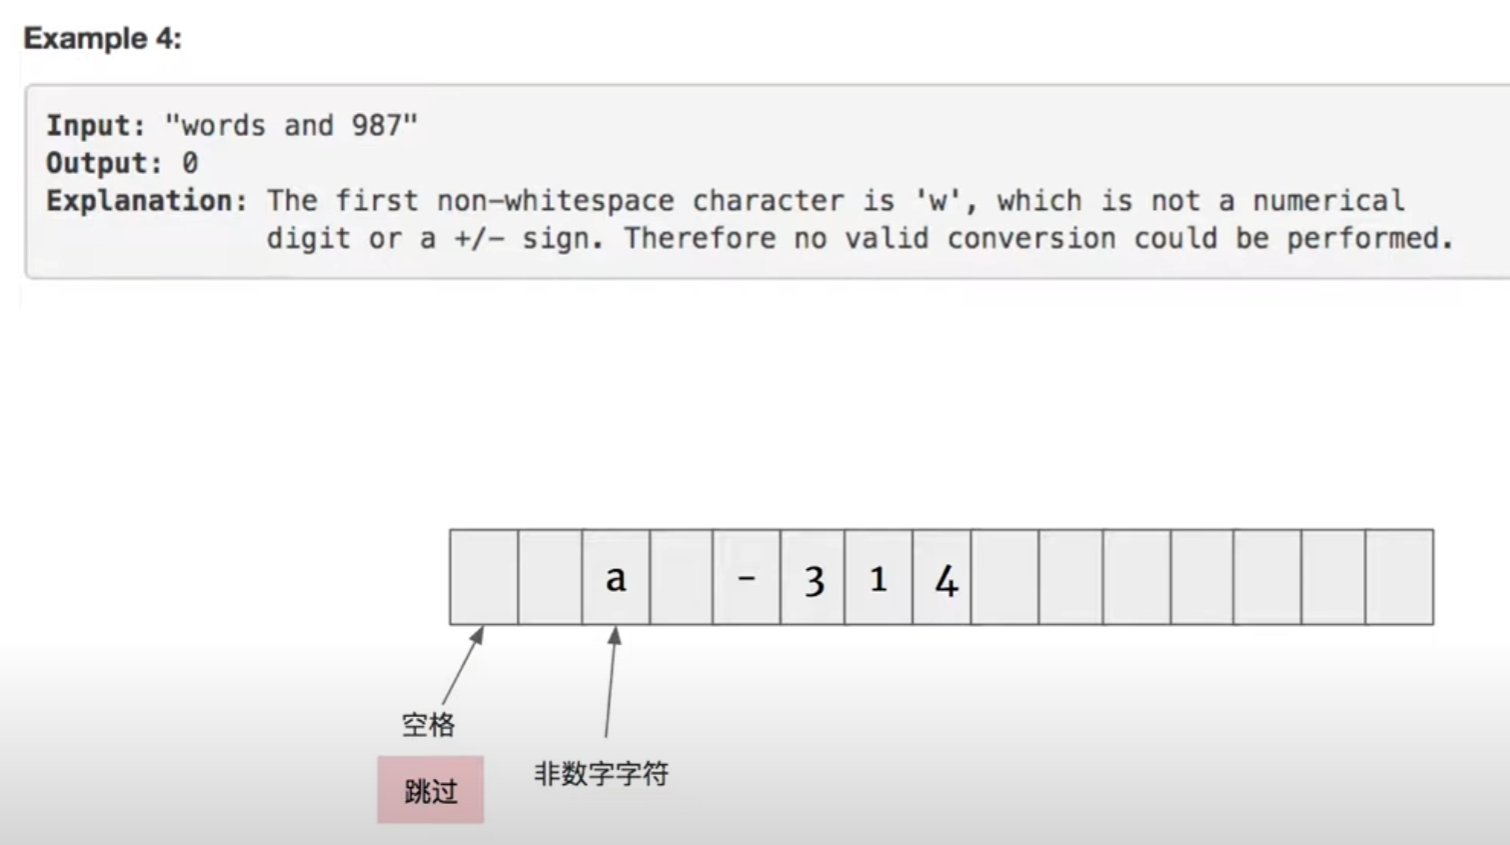 Example 4:
Input: "words and 987"
Output: 0
Explanation: The first non-whitespace character is 'w', which is not a numerical
digit or a +/- sign. Therefore no valid conversion could be performed.
a - 3 1 4
空格
非数字字符
跳过